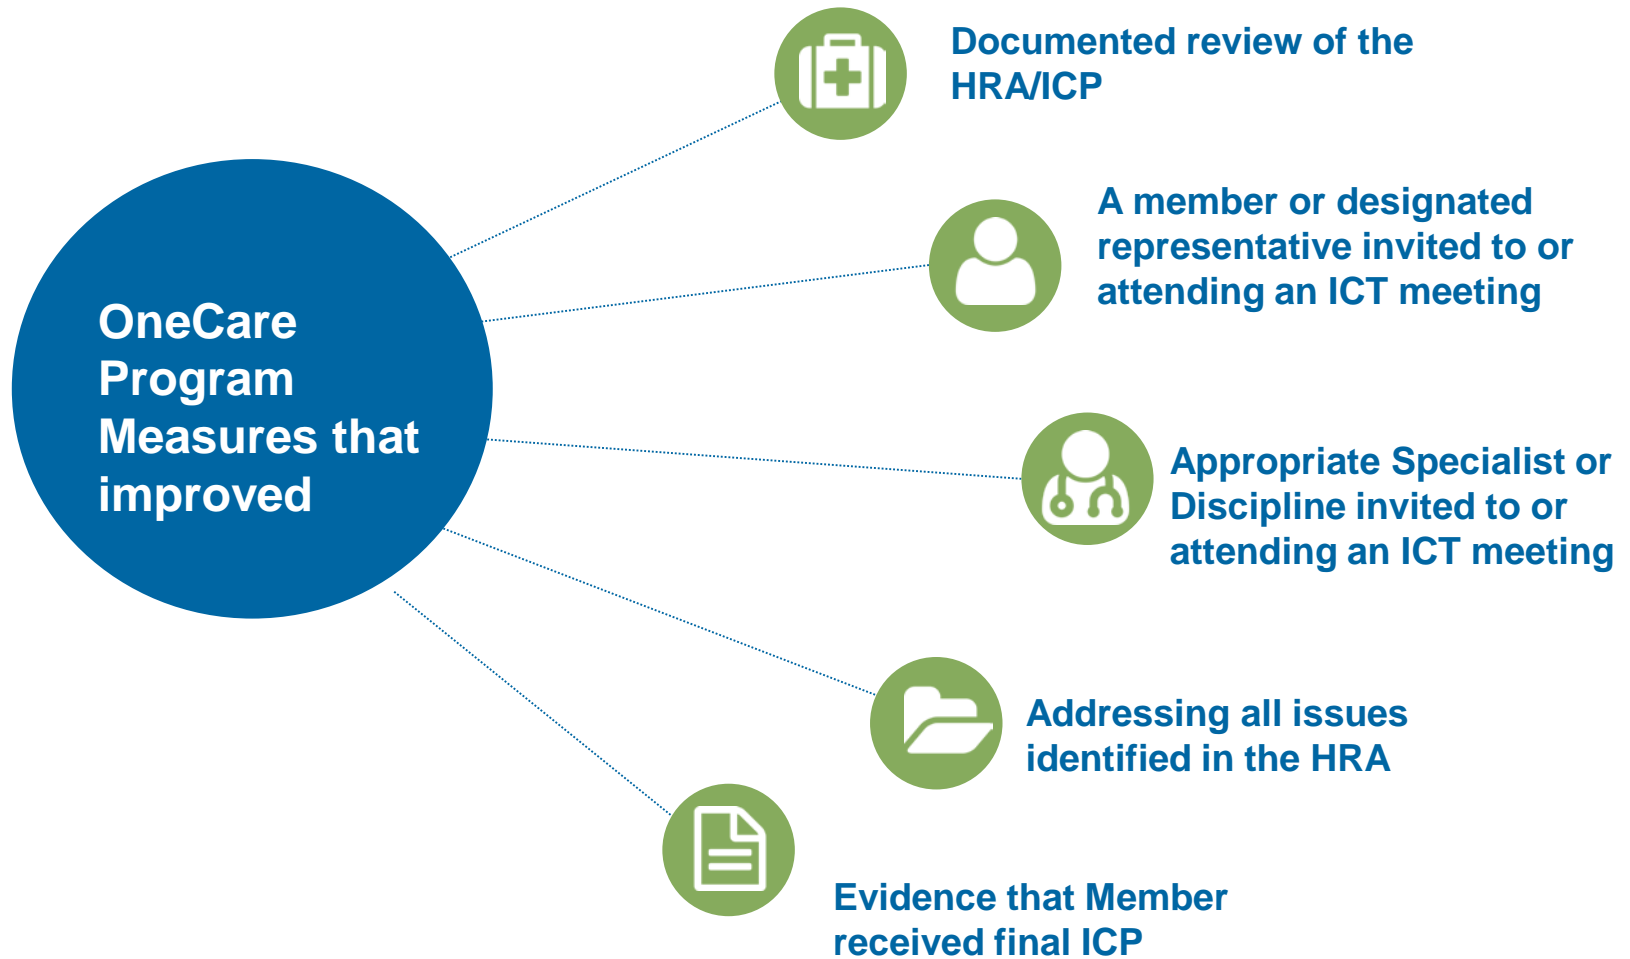 OneCare
Program
Measures that
improved
Documented review of the
HRA/ICP
A member or designated
representative invited to or
attending an ICT meeting
Appropriate Specialist or
Discipline invited to or
attending an ICT meeting
Addressing all issues
identified in the HRA
Evidence that Member
received final ICP